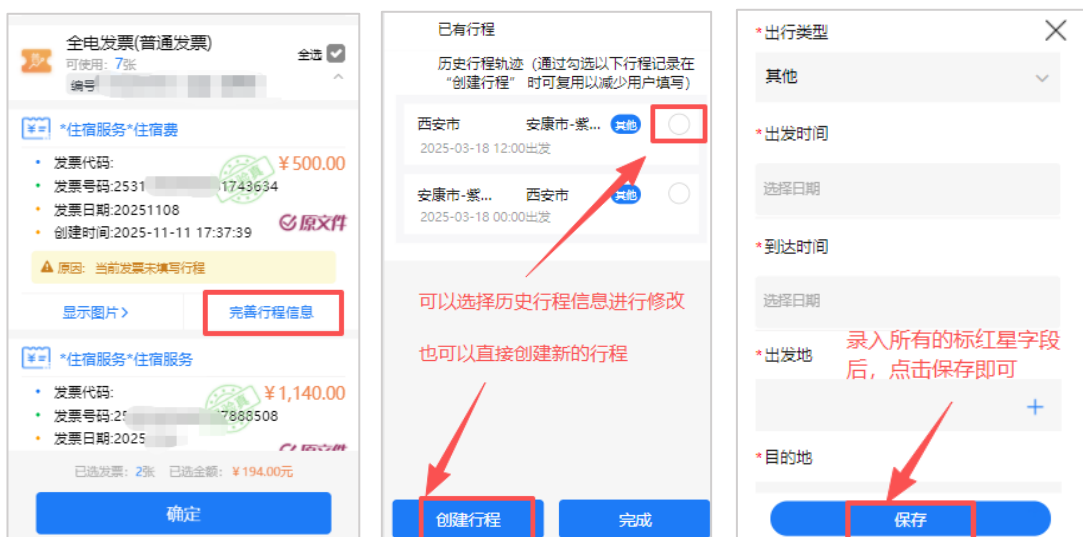 全电发票(普通发票)
可使用: 7张
编号
全选
*住宿服务*住宿费
发票代码:
¥500.00
发票号码:2531 1743634
发票日期:20251108
创建时间:2025-11-11 17:37:39
原文件
原因: 当前发票未填写行程
显示图片>
完善行程信息
*住宿服务*住宿服务
发票代码:
¥1,140.00
发票号码:25 7888508
发票日期:2025
原文件
已选发票: 2张 已选金额: ¥194.00元
确定
已有行程
历史行程轨迹(通过勾选以下行程记录在
“创建行程” 时可复用以减少用户填写)
西安市 安康市-紫... 其他
2025-03-18 12:00出发
安康市-紫... 西安市 其他
2025-03-18 00:00出发
可以选择历史行程信息进行修改
也可以直接创建新的行程
创建行程
完成
*出行类型
其他
*出发时间
选择日期
*到达时间
选择日期
*出发地
录入所有的标红星字段
后,点击保存即可
*目的地
保存